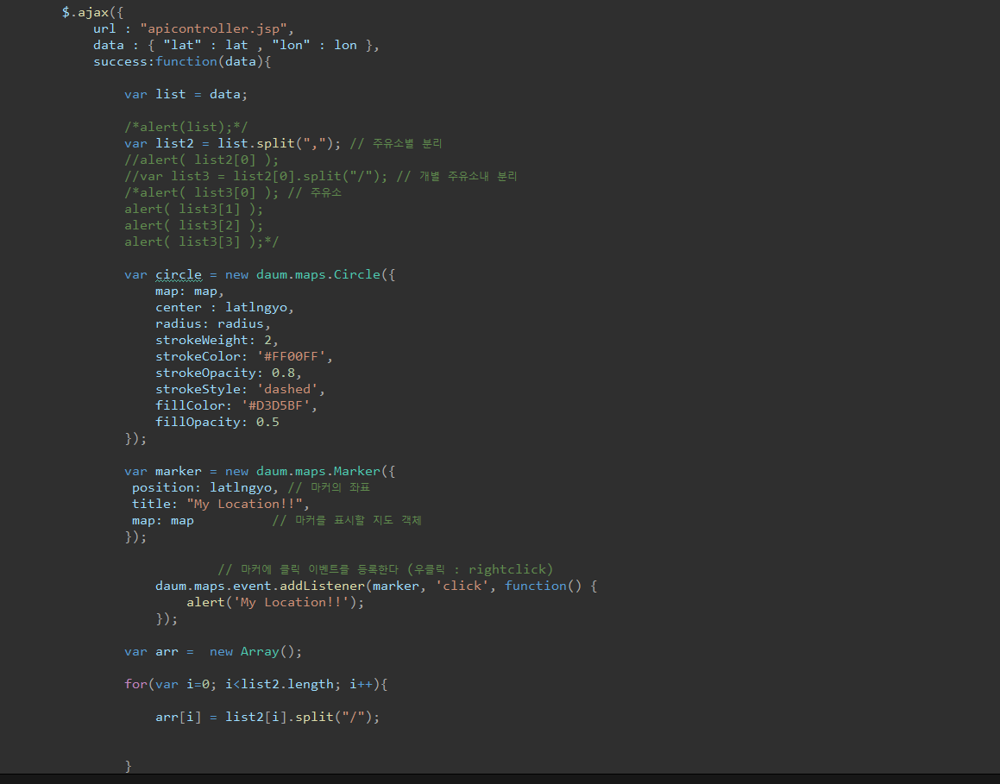 $.ajax({
url : "apicontroller.jsp",
data : { "lat" : lat , "lon" : lon },
success:function(data){
var list = data;
/*alert(list);*/
var list2 = list.split(","); // 주유소별 분리
//alert( list2[0] );
//var list3 = list2[0].split("/"); // 개별 주유소내 분리
/*alert( list3[0] ); // 주유소
alert( list3[1] );
alert( list3[2] );
alert( list3[3] );*/
var circle = new daum.maps.Circle({
map: map,
center : latlngyo,
radius: radius,
strokeWeight: 2,
strokeColor: '#FF00FF',
strokeOpacity: 0.8,
strokeStyle: 'dashed',
fillColor: '#D3D5BF',
fillOpacity: 0.5
});
var marker = new daum.maps.Marker({
position: latlngyo, // 마커의 좌표
title: "My Location!!",
map: map // 마커를 표시할 지도 객체
});
// 마커에 클릭 이벤트를 등록한다 (우클릭 : rightclick)
daum.maps.event.addListener(marker, 'click', function() {
alert('My Location!!');
});
var arr =  new Array();
for(var i=0; i<list2.length; i++){
arr[i] = list2[i].split("/");
}